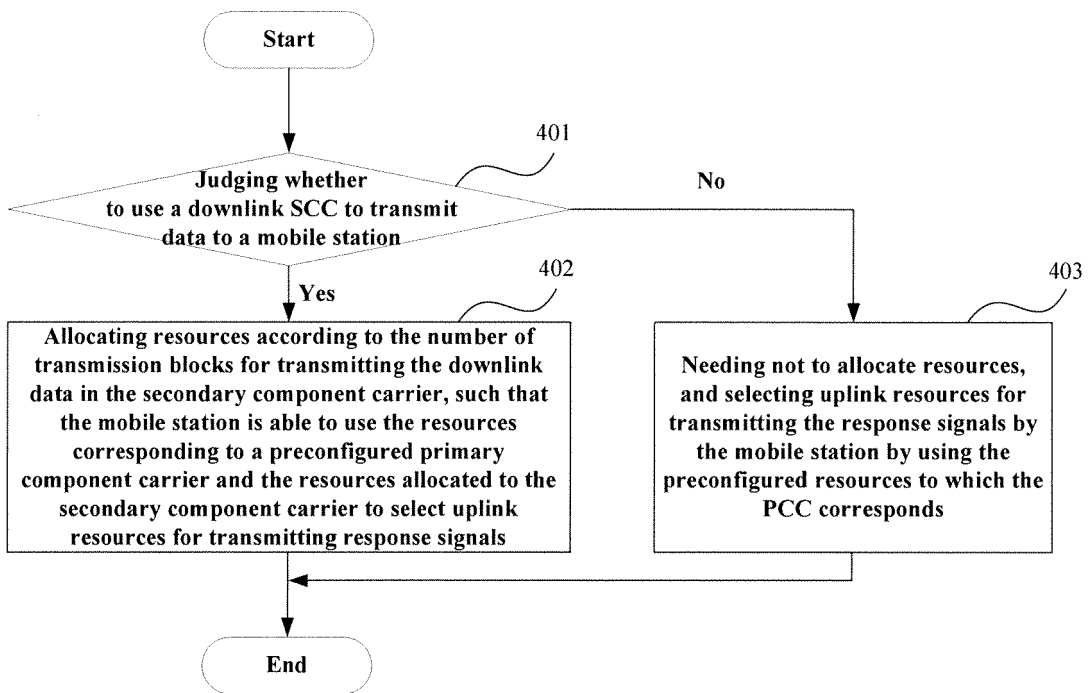 Start
401
Judging whether
to use a downlink SCC to transmit
data to a mobile station
No
Yes
402
Allocating resources according to the number of
transmission blocks for transmitting the downlink
data in the secondary component carrier, such that
the mobile station is able to use the resources
corresponding to a preconfigured primary
component carrier and the resources allocated to the
secondary component carrier to select uplink
resources for transmitting response signals
403
Needing not to allocate resources,
and selecting uplink resources for
transmitting the response signals by
the mobile station by using the
preconfigured resources to which the
PCC corresponds
End